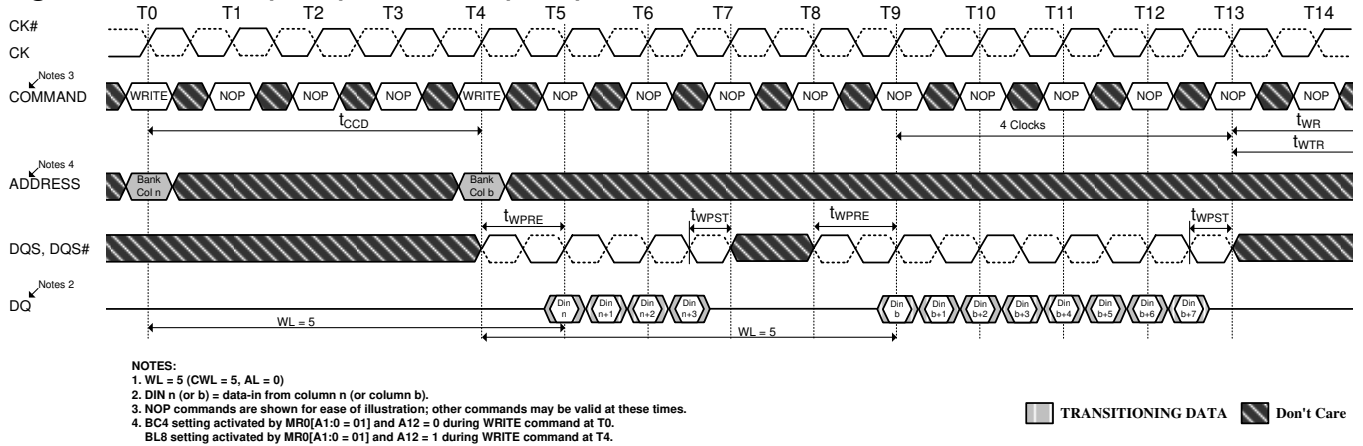 T0 T1 T2 T3 T4 T5 T6 T7 T8 T9 T10 T11 T12 T13 T14
CK#
CK
Notes 3
COMMAND
WRITE NOP NOP NOP WRITE NOP NOP NOP NOP NOP NOP NOP NOP NOP NOP
tCCD
4 Clocks
tWR
tWTR
Notes 4
ADDRESS
Bank
Col n
Bank
Col b
tWPRE tWPST tWPRE tWPST
DQS, DQS#
Notes 2
DQ
Din
n
Din
n+1
Din
n+2
Din
n+3
Din
b
Din
b+1
Din
b+2
Din
b+3
Din
b+4
Din
b+5
Din
b+6
Din
b+7
WL = 5
WL = 5
NOTES:
1. WL = 5 (CWL = 5, AL = 0)
2. DIN n (or b) = data-in from column n (or column b).
3. NOP commands are shown for ease of illustration; other commands may be valid at these times.
4. BC4 setting activated by MR0[A1:0 = 01] and A12 = 0 during WRITE command at T0.
BL8 setting activated by MR0[A1:0 = 01] and A12 = 1 during WRITE command at T4.
TRANSITIONING DATA
Don't Care